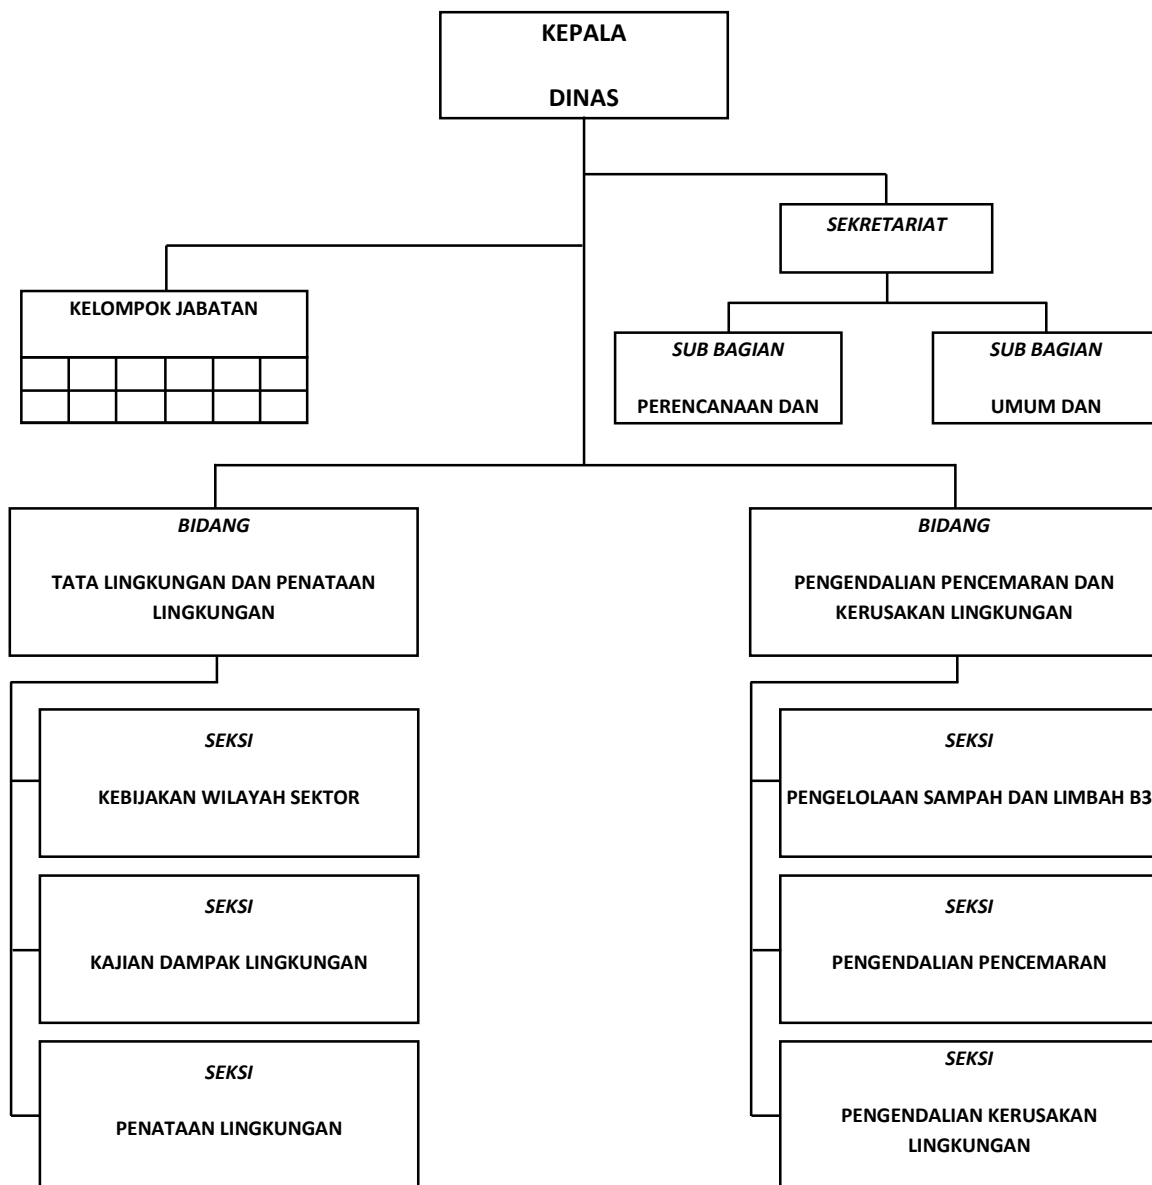 KEPALA
DINAS
SEKRETARIAT
KELOMPOK JABATAN
SUB BAGIAN
PERENCANAAN DAN
SUB BAGIAN
UMUM DAN
BIDANG
TATA LINGKUNGAN DAN PENATAAN
LINGKUNGAN
BIDANG
PENGENDALIAN PENCEMARAN DAN
KERUSAKAN LINGKUNGAN
SEKSI
KEBIJAKAN WILAYAH SEKTOR
SEKSI
PENGELOLAAN SAMPAH DAN LIMBAH B3
SEKSI
KAJIAN DAMPAK LINGKUNGAN
SEKSI
PENGENDALIAN PENCEMARAN
SEKSI
PENATAAN LINGKUNGAN
SEKSI
PENGENDALIAN KERUSAKAN
LINGKUNGAN